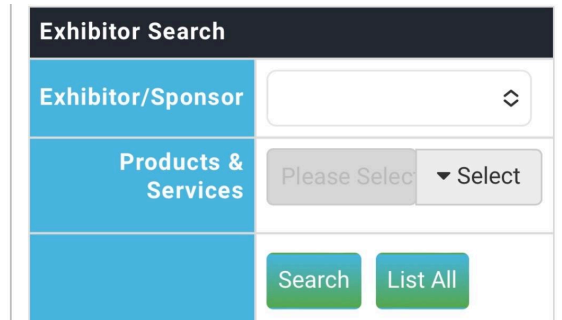 Exhibitor Search
Exhibitor/Sponsor
Products &
Services
Please Selec
Select
Search
List All